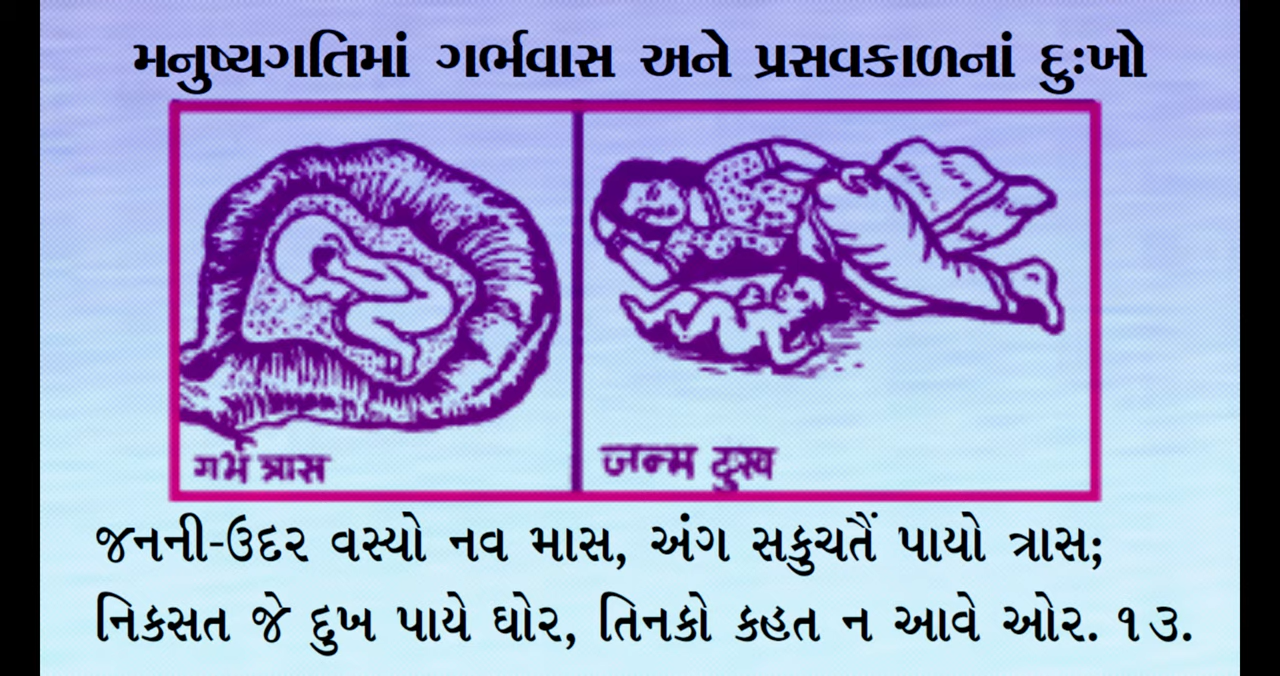 મનુષ્યગતિમાં ગર્ભવાસ અને પ્રસવકાળનાં દુઃખો
गर्भ त्रास
जन्म दुख
જનની-ઉદર વસ્યો નવ માસ, અંગ સકુચતૈં પાયો ત્રાસ;
નિકસત જે દુખ પાયે ઘોર, તિનકો કહત ન આવે ઓર. ૧૩.